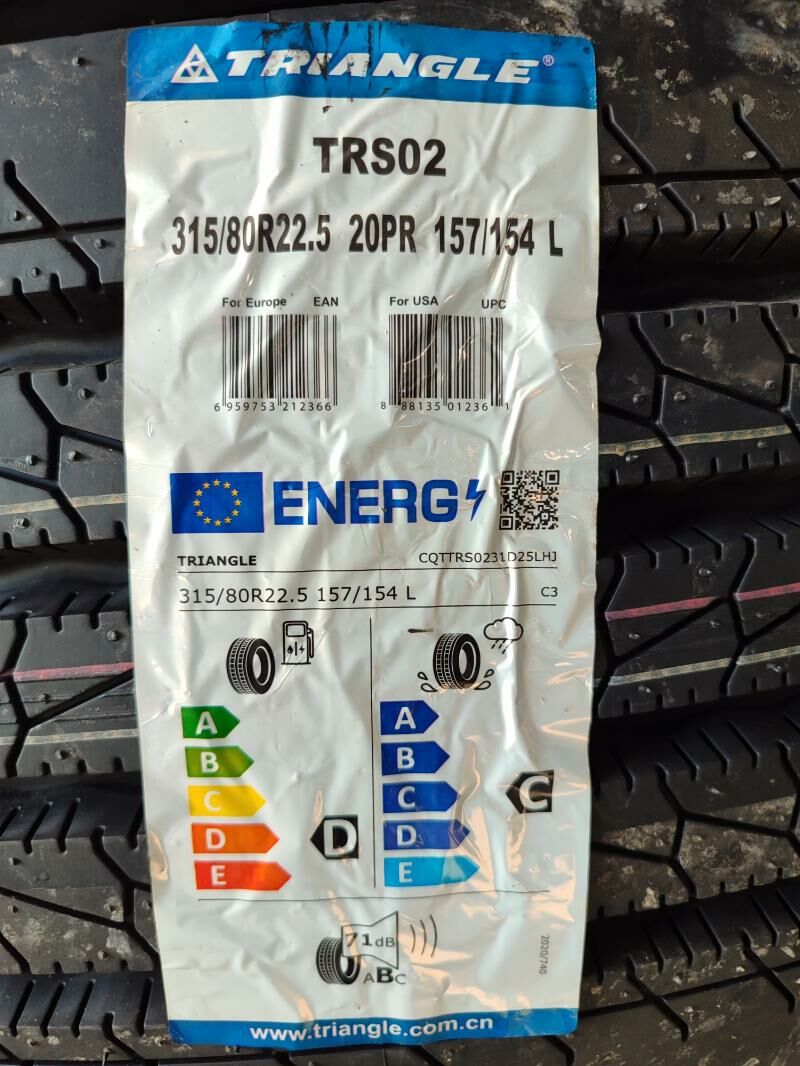 TRIANGLE®
TRS02
315/80R22.5 20PR 157/154 L
For Europe EAN For USA UPC
6 959753 212366 8 88135 01236 1
ENERG
TRIANGLE CQTTRS0231D25LHJ
315/80R22.5 157/154 L C3
A A
B B
C C C
D D D
E E
71dB
ABC
2020/740
www.triangle.com.cn